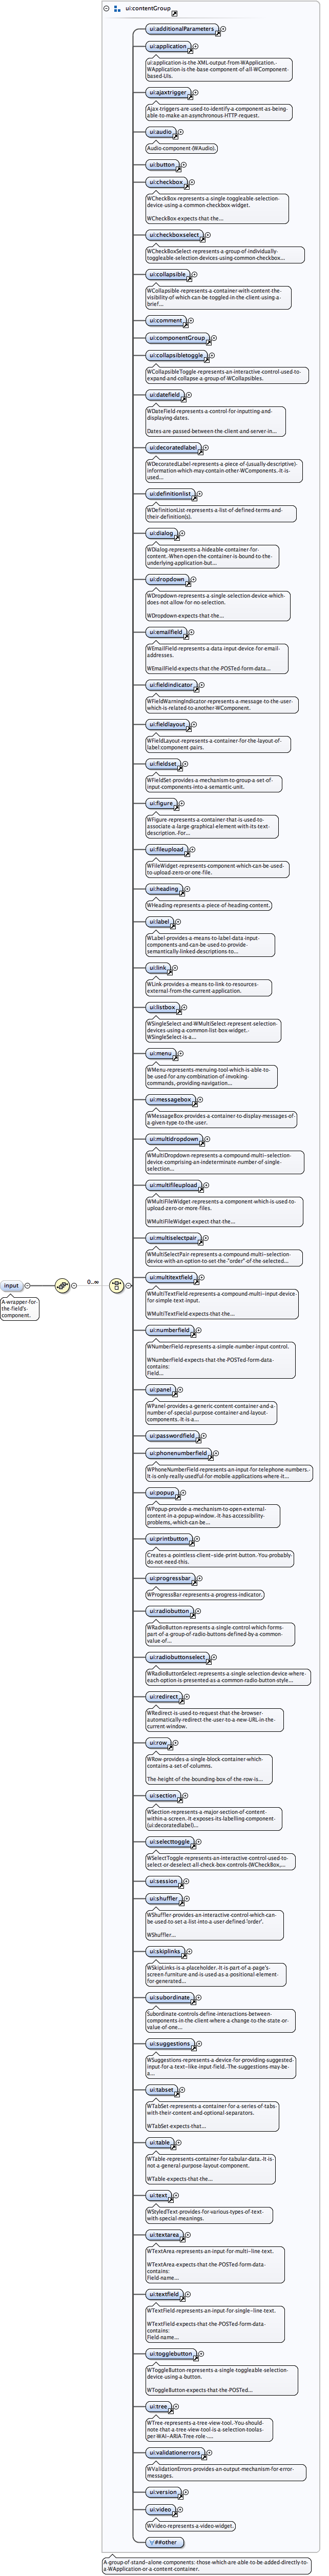 ui:contentGroup
ui:additionalParameters
ui:application
ui:application is the XML output from WApplication.
WApplication is the base component of all WComponent
based UIs.
ui:ajaxtrigger
Ajax triggers are used to identify a component as being
able to make an asynchronous HTTP request.
ui:audio
Audio component (WAudio).
ui:button
ui:checkbox
WCheckBox represents a single toggleable selection
device using a common checkbox widget.
WCheckBox expects that the...
ui:checkboxselect
WCheckBoxSelect represents a group of individually
toggleable selection devices using common checkbox...
ui:collapsible
WCollapsible represents a container with content the
visibility of which can be toggled in the client using a
brief...
ui:comment
ui:componentGroup
ui:collapsibletoggle
WCollapsibleToggle represents an interactive control used to
expand and collapse a group of WCollapsibles.
ui:datefield
WDateField represents a control for inputting and
displaying dates.
Dates are passed between the client and server in...
ui:decoratedlabel
WDecoratedLabel represents a piece of (usually descriptive)
information which may contain other WComponents. It is
used...
ui:definitionlist
WDefinitionList represents a list of defined terms and
their definition(s).
ui:dialog
WDialog represents a hideable container for
content. When open the container is bound to the
underlying application but...
ui:dropdown
WDropdown represents a single selection device which
does not allow for no selection.
WDropdown expects that the...
ui:emailfield
WEmailField represents a data input device for email
addresses.
WEmailField expects that the POSTed form data...
ui:fieldindicator
WFieldWarningIndicator represents a message to the user
which is related to another WComponent.
ui:fieldlayout
WFieldLayout represents a container for the layout of
label:component pairs.
ui:fieldset
WFieldSet provides a mechanism to group a set of
input components into a semantic unit.
ui:figure
WFigure represents a container that is used to
associate a large graphical element with its text
description. For...
ui:fileupload
WFileWidget represents component which can be used
to upload zero or one file.
ui:heading
WHeading represents a piece of heading content.
ui:label
WLabel provides a means to label data input
components and can be used to provide
semantically linked descriptions to...
ui:link
WLink provides a means to link to resources
external from the current application.
ui:listbox
WSingleSelect and WMultiSelect represent selection
devices using a common list box widget.
WSingleSelect is a...
ui:menu
WMenu represents menuing tool which is able to
be used for any combination of invoking
commands, providing navigation...
ui:messagebox
WMessageBox provides a container to display messages of
a given type to the user.
ui:multidropdown
WMultiDropdown represents a compound multi-selection
device comprising an indeterminate number of single
selection...
ui:multifileupload
WMultiFileWidget represents a component which is used to
upload zero or more files.
WMultiFileWidget expect that the...
ui:multiselectpair
WMultiSelectPair represents a compound multi-selection
device with an option to set the "order" of the selected...
input
0..∞
A wrapper for
the field's
component.
ui:multitextfield
WMultiTextField represents a compound multi-input device
for simple text input.
WMultiTextField expects that the...
ui:numberfield
WNumberField represents a simple number input control.
WNumberField expects that the POSTed form data
contains:
Field...
ui:panel
WPanel provides a generic content container and a
number of special purpose container and layout
components. It is a...
ui:passwordfield
ui:phonenumberfield
WPhoneNumberField represents an input for telephone numbers.
It is only really useful for mobile applications where it...
ui:popup
WPopup provide a mechanism to open external
content in a popup window. It has accessibility
problems, which can be...
ui:printbutton
Creates a pointless client-side print button. You probably
do not need this.
ui:progressbar
WProgressBar represents a progress indicator.
ui:radiobutton
WRadioButton represents a single control which forms
part of a group of radio buttons defined by a common
value of...
ui:radiobuttonselect
WRadioButtonSelect represents a single selection device where
each option is presented as a common radio button style...
ui:redirect
WRedirect is used to request that the browser
automatically redirect the user to a new URL in the
current window.
ui:row
WRow provides a single block container which
contains a set of columns.
The height of the bounding box of the row is...
ui:section
WSection represents a major section of content
within a screen. It exposes its labelling component
(ui:decoratedlabel)...
ui:selecttoggle
WSelectToggle represents an interactive control used to
select or deselect all check box controls (WCheckBox,...
ui:session
ui:shuffler
WShuffler provides an interactive control which can
be used to set a list into a user defined 'order'.
WShuffler...
ui:skiplinks
WSkipLinks is a placeholder. It is part of a page's
screen furniture and is used as a positional element
for generated...
ui:subordinate
Subordinate controls define interactions between
components in the client where a change to the state or
value of one...
ui:suggestions
WSuggestions represents a device for providing suggested
input for a text-like input field. The suggestions may be
a...
ui:tabset
WTabSet represents a container for a series of tabs
with their content and optional separators.
WTabSet expects that...
ui:table
WTable represents container for tabular data. It is
not a general purpose layout component.
WTable expects that the...
ui:text
WStyledText provides for various types of text
with special meanings.
ui:textarea
WTextArea represents an input for multi-line text.
WTextArea expects that the POSTed form data
contains:
Field name...
ui:textfield
WTextField represents an input for single-line text.
WTextField expects that the POSTed form data
contains:
Field name...
ui:togglebutton
WToggleButton represents a single toggleable selection
device using a button.
WToggleButton expects that the POSTed...
ui:tree
WTree represents a tree view tool. You should
note that a tree view tool is a selection tool as
per WAI-ARIA Tree role -...
ui:validationerrors
WValidationErrors provides an output mechanism for error
messages.
ui:version
ui:video
WVideo represents a video widget.
##other
A group of stand-alone components: those which are able to be added directly to
a WApplication or a content container.